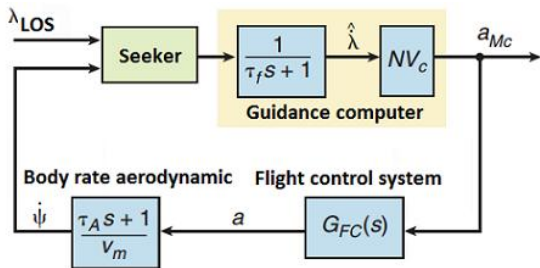 λLOS
Seeker
1
τfs + 1
λ̇̂
NVc
aMc
Guidance computer
Body rate aerodynamic
Flight control system
ψ̇
τAs + 1
vm
a
GFC(s)